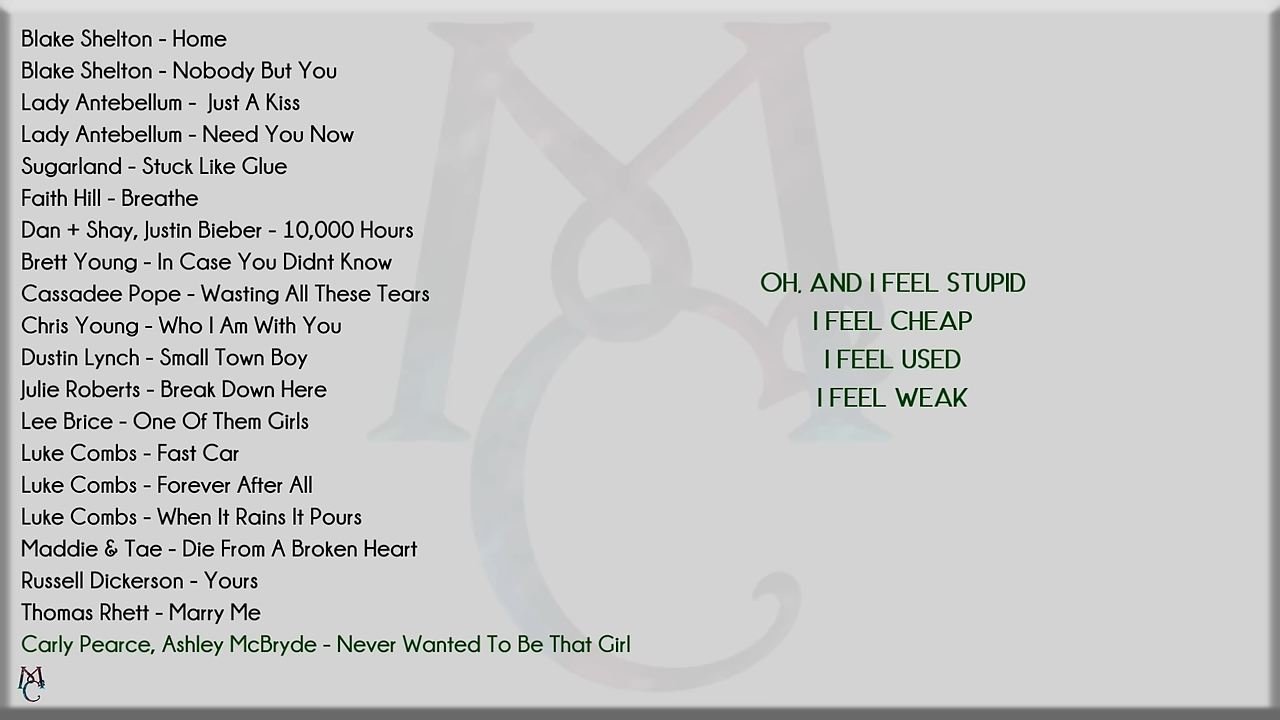 Blake Shelton - Home
Blake Shelton - Nobody But You
Lady Antebellum -  Just A Kiss
Lady Antebellum - Need You Now
Sugarland - Stuck Like Glue
Faith Hill - Breathe
Dan + Shay, Justin Bieber - 10,000 Hours
Brett Young - In Case You Didnt Know
Cassadee Pope - Wasting All These Tears
Chris Young - Who I Am With You
Dustin Lynch - Small Town Boy
Julie Roberts - Break Down Here
Lee Brice - One Of Them Girls
Luke Combs - Fast Car
Luke Combs - Forever After All
Luke Combs - When It Rains It Pours
Maddie & Tae - Die From A Broken Heart
Russell Dickerson - Yours
Thomas Rhett - Marry Me
Carly Pearce, Ashley McBryde - Never Wanted To Be That Girl
OH, AND I FEEL STUPID
I FEEL CHEAP
I FEEL USED
I FEEL WEAK